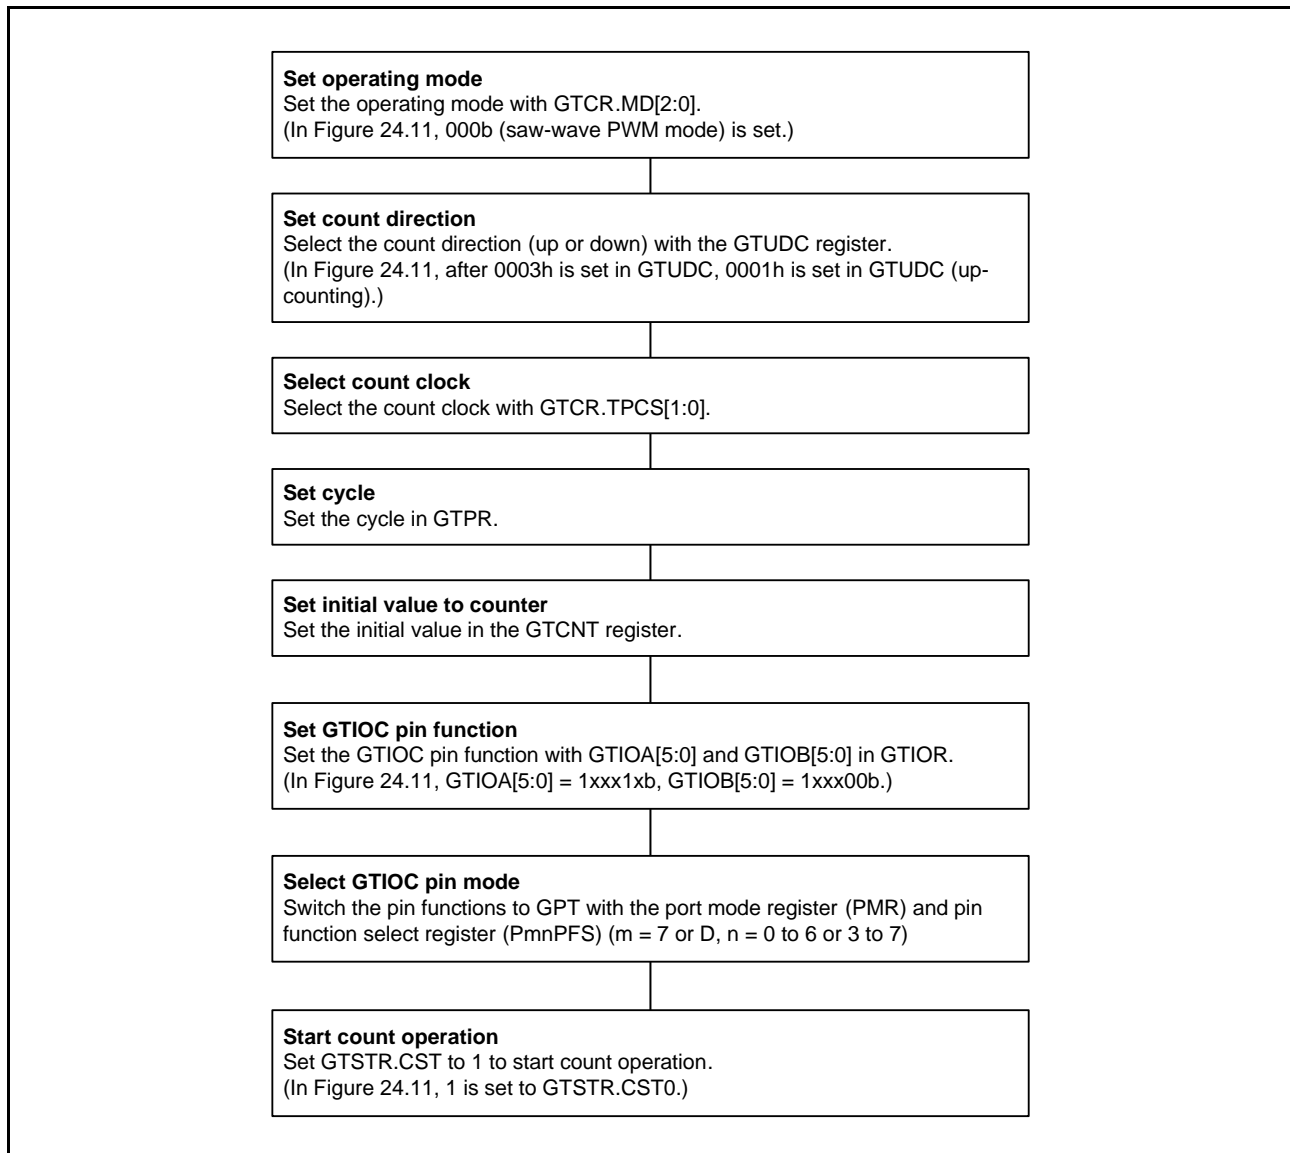 Set operating mode
Set the operating mode with GTCR.MD[2:0].
(In Figure 24.11, 000b (saw-wave PWM mode) is set.)
Set count direction
Select the count direction (up or down) with the GTUDC register.
(In Figure 24.11, after 0003h is set in GTUDC, 0001h is set in GTUDC (up-
counting).)
Select count clock
Select the count clock with GTCR.TPCS[1:0].
Set cycle
Set the cycle in GTPR.
Set initial value to counter
Set the initial value in the GTCNT register.
Set GTIOC pin function
Set the GTIOC pin function with GTIOA[5:0] and GTIOB[5:0] in GTIOR.
(In Figure 24.11, GTIOA[5:0] = 1xxx1xb, GTIOB[5:0] = 1xxx00b.)
Select GTIOC pin mode
Switch the pin functions to GPT with the port mode register (PMR) and pin
function select register (PmnPFS) (m = 7 or D, n = 0 to 6 or 3 to 7)
Start count operation
Set GTSTR.CST to 1 to start count operation.
(In Figure 24.11, 1 is set to GTSTR.CST0.)